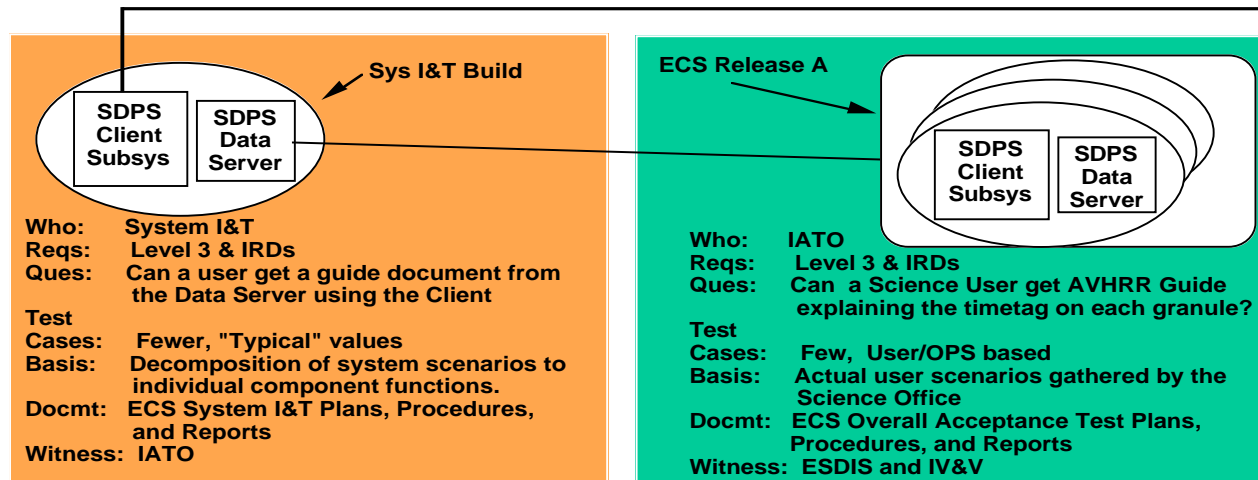 Sys I&T Build
SDPS
Client
Subsys
SDPS
Data
Server
Who: System I&T
Reqs: Level 3 & IRDs
Ques: Can a user get a guide document from
the Data Server using the Client
Test
Cases: Fewer, "Typical" values
Basis: Decomposition of system scenarios to
individual component functions.
Docmt: ECS System I&T Plans, Procedures,
and Reports
Witness: IATO
ECS Release A
SDPS
Client
Subsys
SDPS
Data
Server
Who: IATO
Reqs: Level 3 & IRDs
Ques: Can a Science User get AVHRR Guide
explaining the timetag on each granule?
Test
Cases: Few, User/OPS based
Basis: Actual user scenarios gathered by the
Science Office
Docmt: ECS Overall Acceptance Test Plans,
Procedures, and Reports
Witness: ESDIS and IV&V